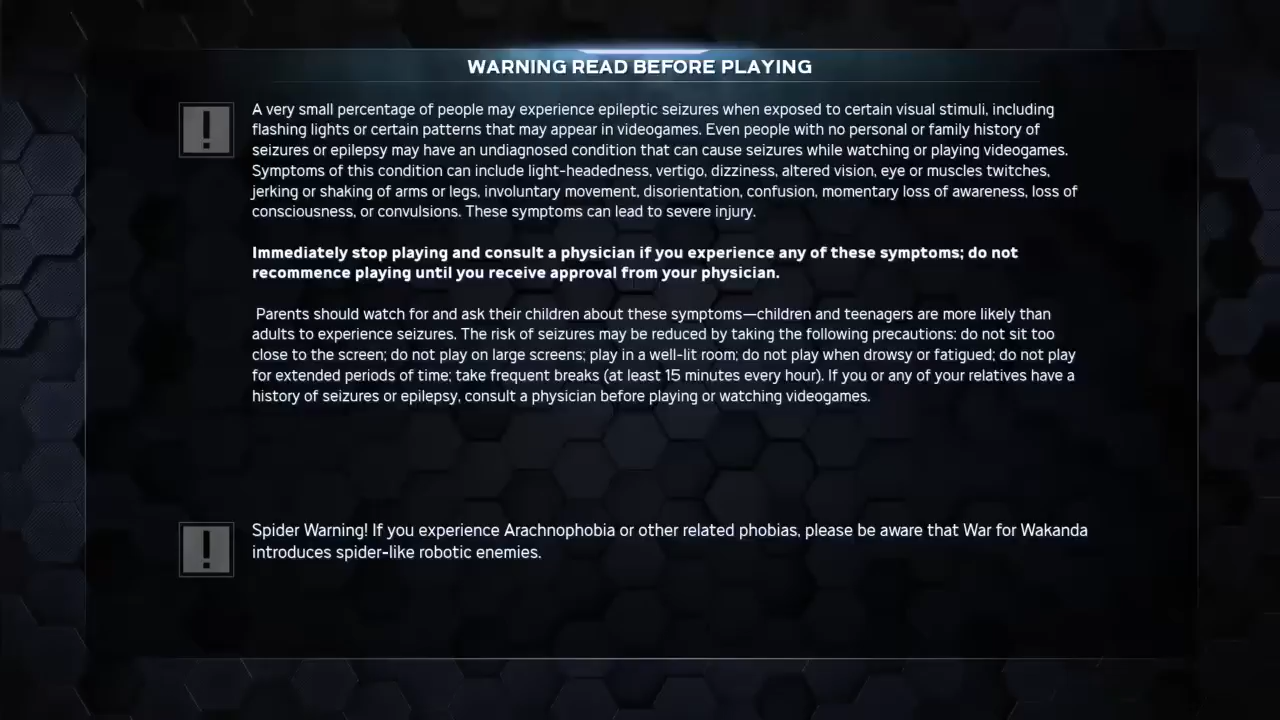 WARNING READ BEFORE PLAYING
A very small percentage of people may experience epileptic seizures when exposed to certain visual stimuli, including
flashing lights or certain patterns that may appear in videogames. Even people with no personal or family history of
seizures or epilepsy may have an undiagnosed condition that can cause seizures while watching or playing videogames.
Symptoms of this condition can include light-headedness, vertigo, dizziness, altered vision, eye or muscles twitches,
jerking or shaking of arms or legs, involuntary movement, disorientation, confusion, momentary loss of awareness, loss of
consciousness, or convulsions. These symptoms can lead to severe injury.
Immediately stop playing and consult a physician if you experience any of these symptoms; do not
recommence playing until you receive approval from your physician.
Parents should watch for and ask their children about these symptoms—children and teenagers are more likely than
adults to experience seizures. The risk of seizures may be reduced by taking the following precautions: do not sit too
close to the screen; do not play on large screens; play in a well-lit room; do not play when drowsy or fatigued; do not play
for extended periods of time; take frequent breaks (at least 15 minutes every hour). If you or any of your relatives have a
history of seizures or epilepsy, consult a physician before playing or watching videogames.
Spider Warning! If you experience Arachnophobia or other related phobias, please be aware that War for Wakanda
introduces spider-like robotic enemies.